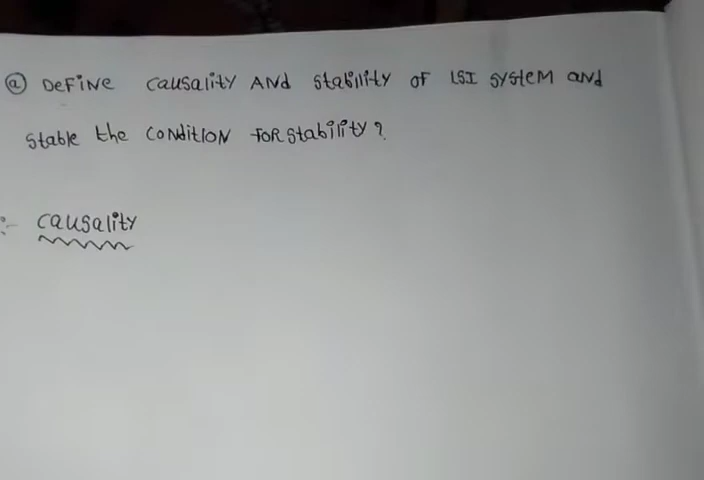 (a) Define causality and stability of LSI system and
stable the condition for stability?
:- causality